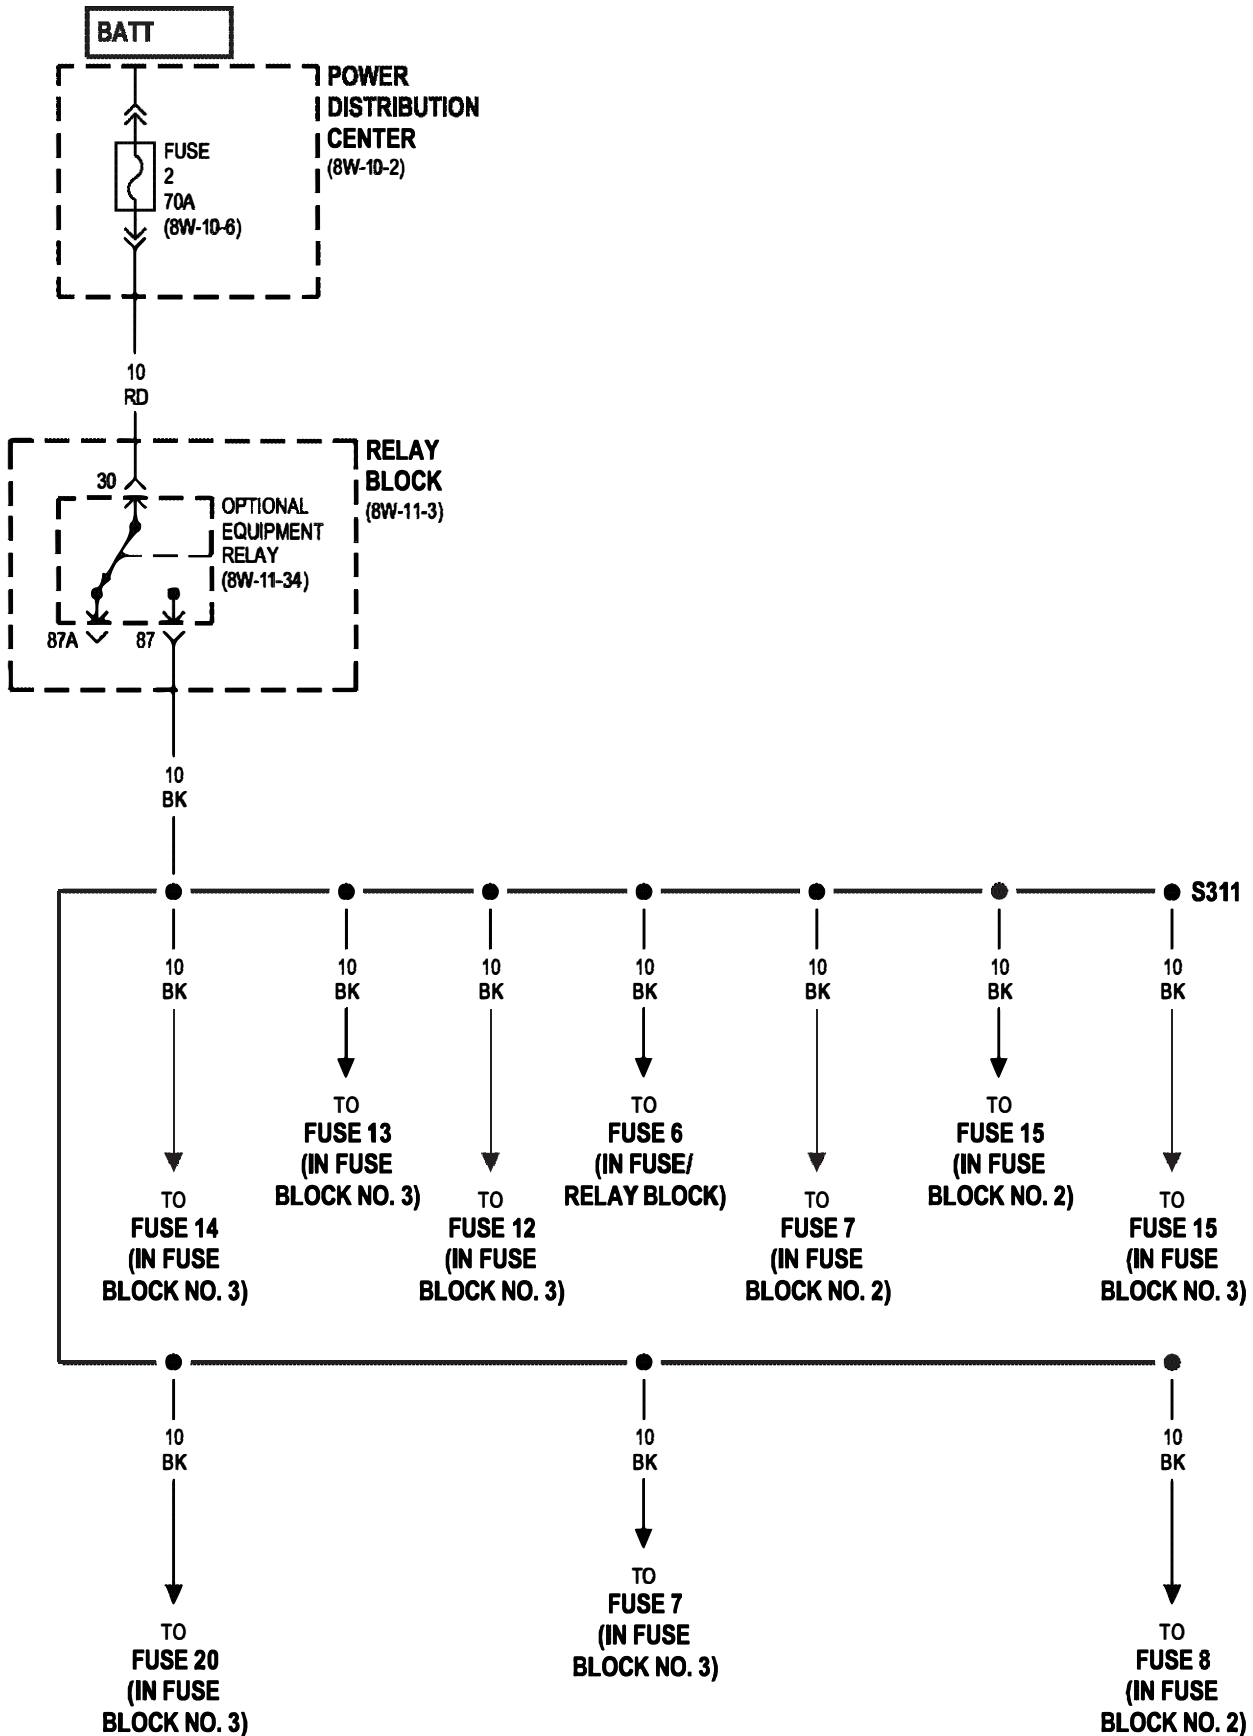 BATT
POWER
DISTRIBUTION
CENTER
(8W-10-2)
FUSE
2
70A
(8W-10-6)
10
RD
RELAY
BLOCK
(8W-11-3)
30
OPTIONAL
EQUIPMENT
RELAY
(8W-11-34)
87A
87
10
BK
S311
10
BK
10
BK
10
BK
10
BK
10
BK
10
BK
10
BK
TO
FUSE 14
(IN FUSE
BLOCK NO. 3)
TO
FUSE 13
(IN FUSE
BLOCK NO. 3)
TO
FUSE 12
(IN FUSE
BLOCK NO. 3)
TO
FUSE 6
(IN FUSE/
RELAY BLOCK)
TO
FUSE 7
(IN FUSE
BLOCK NO. 2)
TO
FUSE 15
(IN FUSE
BLOCK NO. 2)
TO
FUSE 15
(IN FUSE
BLOCK NO. 3)
10
BK
10
BK
10
BK
TO
FUSE 20
(IN FUSE
BLOCK NO. 3)
TO
FUSE 7
(IN FUSE
BLOCK NO. 3)
TO
FUSE 8
(IN FUSE
BLOCK NO. 2)